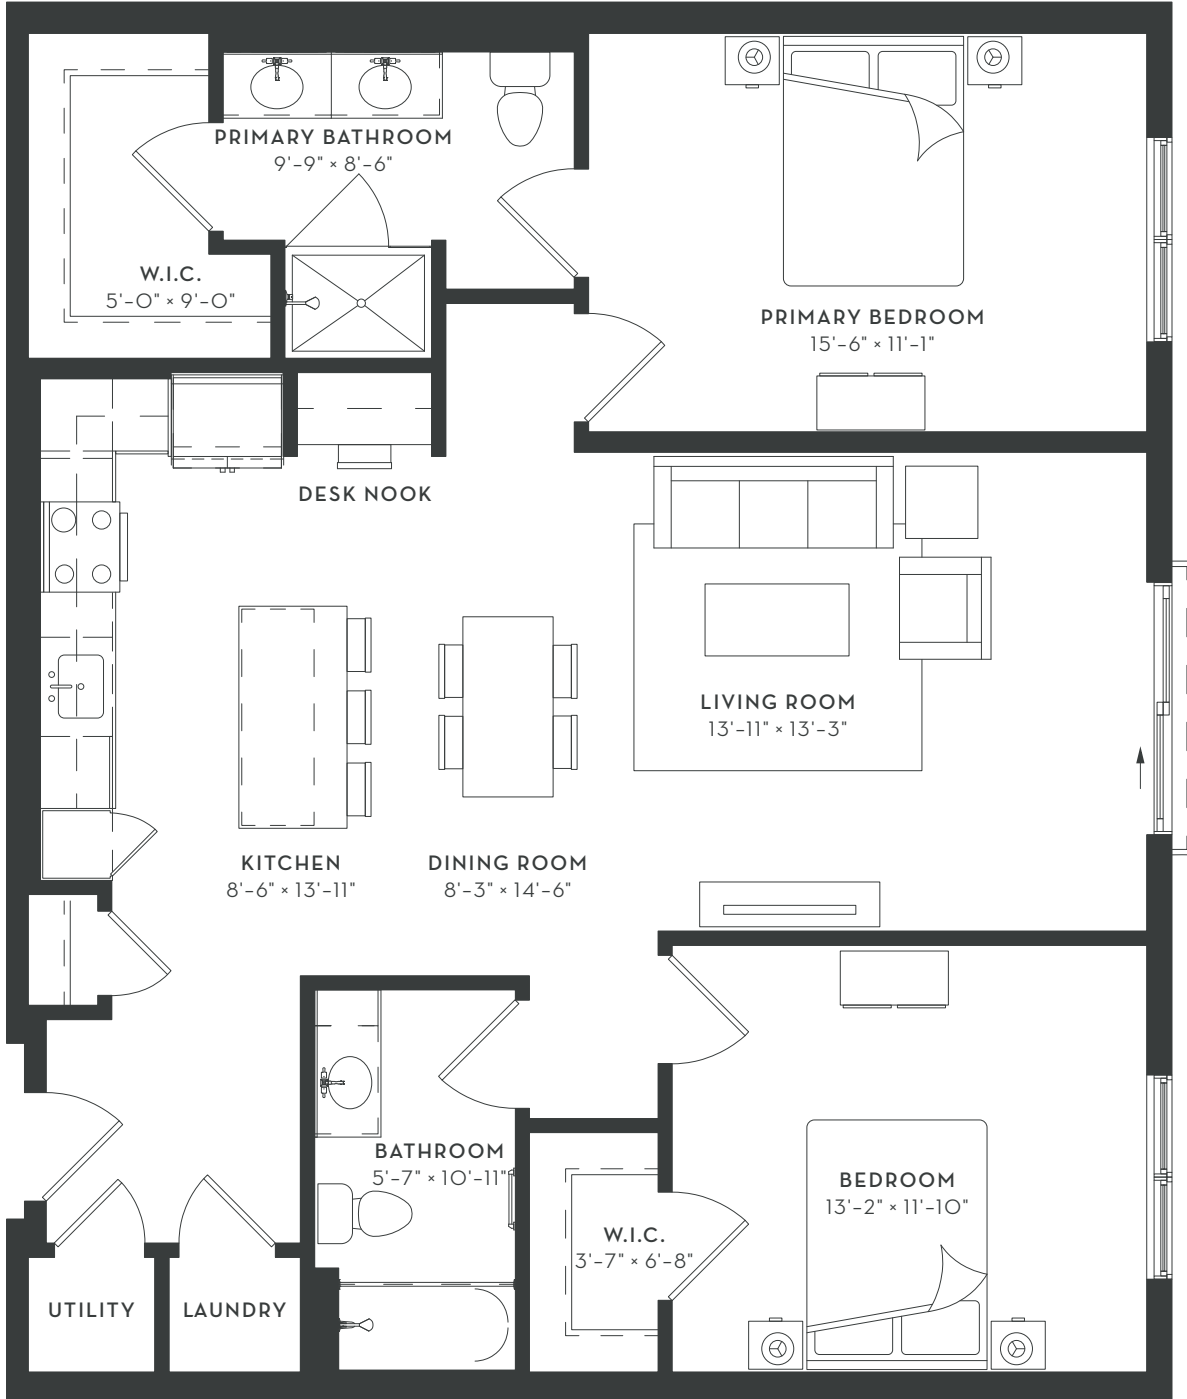 PRIMARY BATHROOM
9'-9" × 8'-6"
W.I.C.
5'-0" × 9'-0"
PRIMARY BEDROOM
15'-6" × 11'-1"
DESK NOOK
LIVING ROOM
13'-11" × 13'-3"
KITCHEN
8'-6" × 13'-11"
DINING ROOM
8'-3" × 14'-6"
BATHROOM
5'-7" × 10'-11"
BEDROOM
13'-2" × 11'-10"
W.I.C.
3'-7" × 6'-8"
UTILITY
LAUNDRY